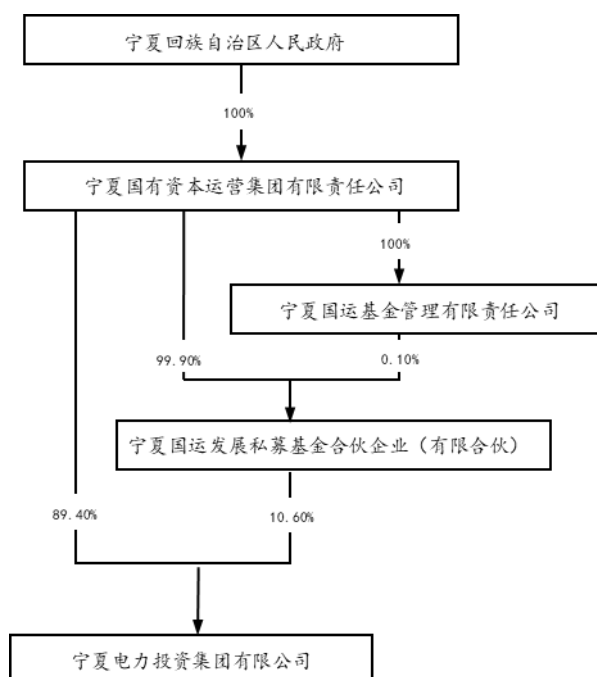 宁夏回族自治区人民政府
100%
宁夏国有资本运营集团有限责任公司
100%
宁夏国运基金管理有限责任公司
99.90%
0.10%
宁夏国运发展私募基金合伙企业（有限合伙）
89.40%
10.60%
宁夏电力投资集团有限公司